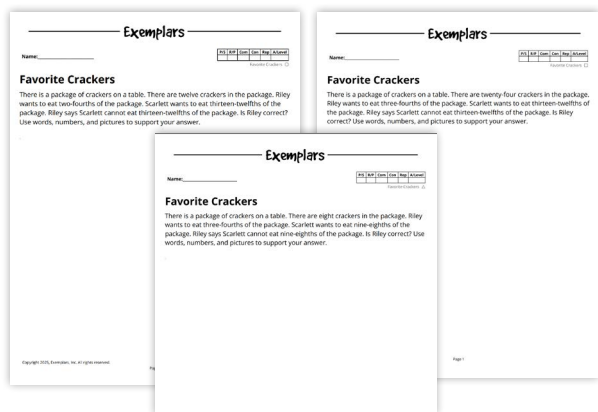 Exemplars
P/S R/P Com Con Rep A/Level
Name:
Favorite Crackers
Favorite Crackers
There is a package of crackers on a table. There are twelve crackers in the package. Riley
wants to eat two-fourths of the package. Scarlett wants to eat thirteen-twelfths of the
package. Riley says Scarlett cannot eat thirteen-twelfths of the package. Is Riley correct?
Use words, numbers, and pictures to support your answer.
Copyright 2025, Exemplars, Inc. All rights reserved.
Exemplars
P/S R/P Com Con Rep A/Level
Name:
Favorite Crackers
Favorite Crackers
There is a package of crackers on a table. There are twenty-four crackers in the package. Riley
wants to eat three-fourths of the package. Scarlett wants to eat thirteen-twelfths of the
package. Riley says Scarlett cannot eat thirteen-twelfths of the package. Is Riley
correct? Use words, numbers, and pictures to support your answer.
Page 1
Exemplars
P/S R/P Com Con Rep A/Level
Name:
Favorite Crackers
Favorite Crackers
There is a package of crackers on a table. There are eight crackers in the package. Riley
wants to eat three-fourths of the package. Scarlett wants to eat nine-eighths of the
package. Riley says Scarlett cannot eat nine-eighths of the package. Is Riley correct? Use
words, numbers, and pictures to support your answer.